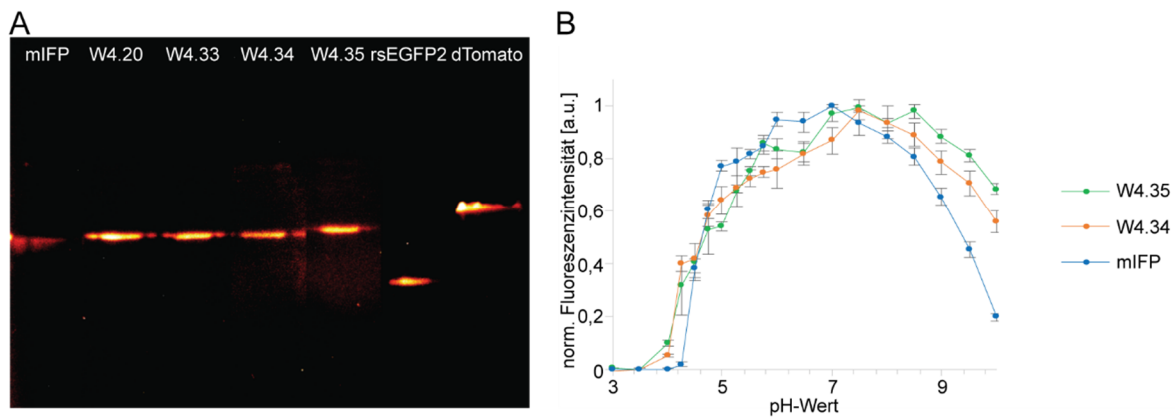 A
mIFP W4.20 W4.33 W4.34 W4.35 rsEGFP2 dTomato
B
norm. Fluoreszenzintensität [a.u.]
1
0,8
0,6
0,4
0,2
0
3 5 7 9
pH-Wert
W4.35
W4.34
mIFP